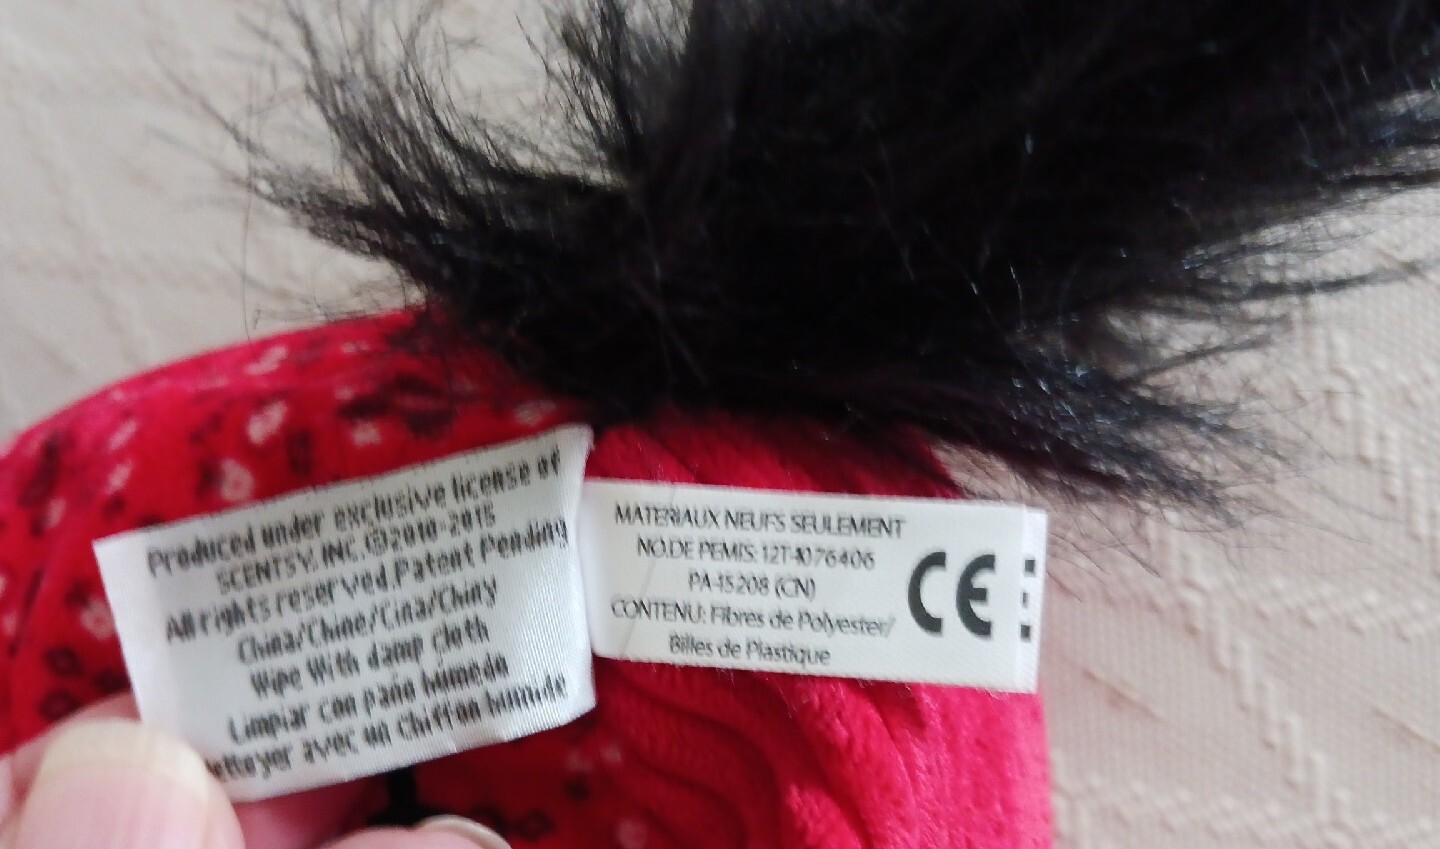 Produced under exclusive license of
SCENTSY, INC.©2010-2015
All rights reserved.Patent Pending
China/Chine/Cina/Chiny
Wipe With damp cloth
Limpiar con paño húmedo
avec un chiffon humide
MATERIAUX NEUFS SEULEMENT
NO.DE PEMIS:12T-1076406
PA-15208 (CN)
CONTENU: Fibres de Polyester/
Billes de Plastique
CE